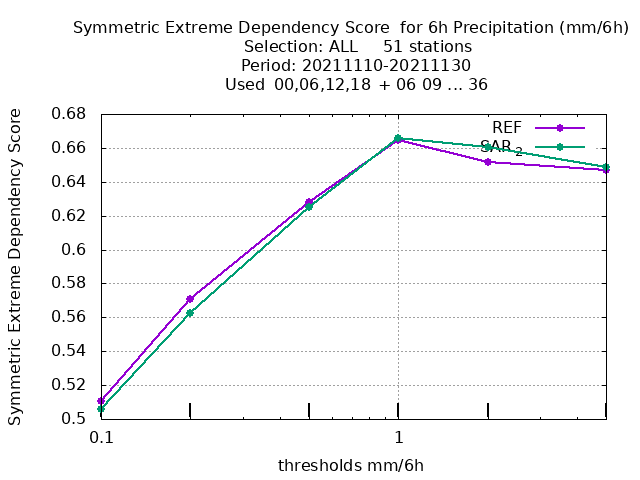 Symmetric Extreme Dependency Score  for 6h Precipitation (mm/6h)
Selection: ALL     51 stations
Period: 20211110-20211130
Used  00,06,12,18  + 06 09 ... 36
Symmetric Extreme Dependency Score
0.68
0.66
0.64
0.62
0.6
0.58
0.56
0.54
0.52
0.5
REF
SAR2
0.1
1
thresholds mm/6h